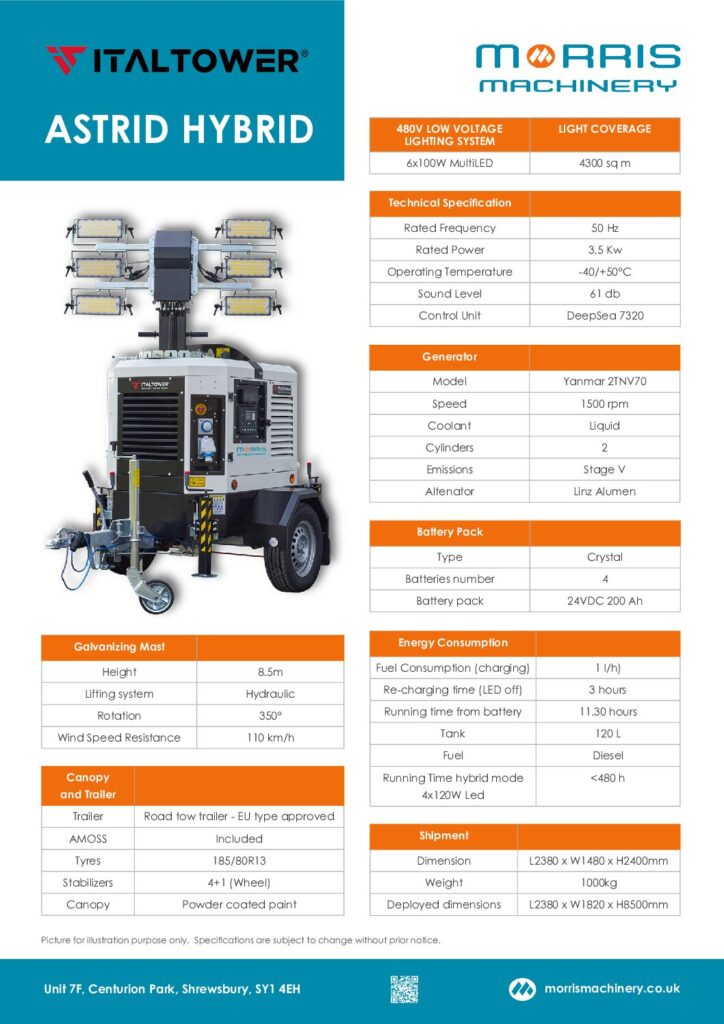 ITALTOWER®
ASTRID HYBRID
MORRIS
MACHINERY
480V LOW VOLTAGE LIGHT COVERAGE
LIGHTING SYSTEM
6x100W MultiLED 4300 sq m
Technical Specification
Rated Frequency 50 Hz
Rated Power 3.5 Kw
Operating Temperature -40/+50°C
Sound Level 61 db
Control Unit DeepSea 7320
Generator
Model Yanmar 2TNV70
Speed 1500 rpm
Coolant Liquid
Cylinders 2
Emissions Stage V
Altenator Linz Alumen
Battery Pack
Type Crystal
Batteries number 4
Battery pack 24VDC 200 Ah
Energy Consumption
Fuel Consumption (charging) 1 l/h)
Re-charging time (LED off) 3 hours
Running time from battery 11.30 hours
Tank 120 L
Fuel Diesel
Running Time hybrid mode <480 h
4x120W Led
Shipment
Dimension L2380 x W1480 x H2400mm
Weight 1000kg
Deployed dimensions L2380 x W1820 x H8500mm
ITALTOWER
MORRIS
Galvanizing Mast
Height 8.5m
Lifting system Hydraulic
Rotation 350°
Wind Speed Resistance 110 km/h
Canopy
and Trailer
Trailer Road tow trailer - EU type approved
AMOSS Included
Tyres 185/80R13
Stabilizers 4+1 (Wheel)
Canopy Powder coated paint
Picture for illustration purpose only. Specifications are subject to change without prior notice.
Unit 7F, Centurion Park, Shrewsbury, SY1 4EH
morrismachinery.co.uk